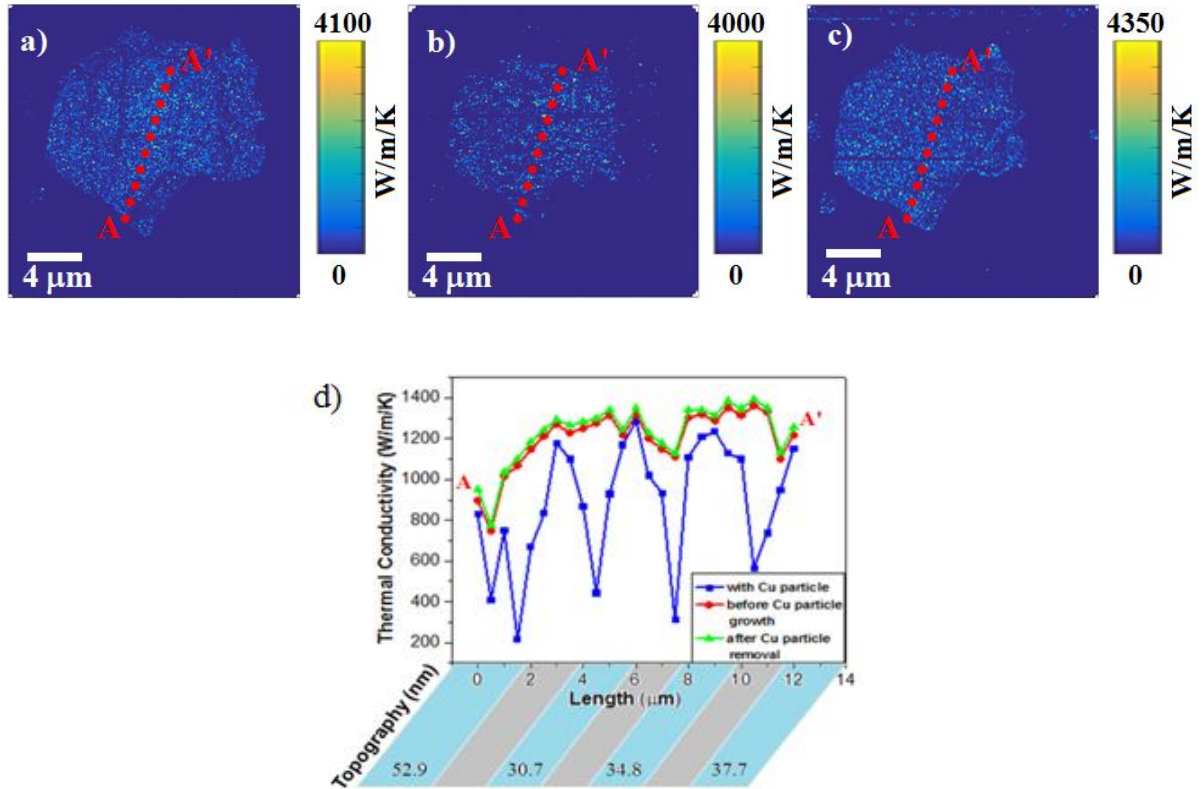 a)
A'
A
4 μm
4100
W/m/K
0
b)
A'
A
4 μm
4000
W/m/K
0
c)
A'
A
4 μm
4350
W/m/K
0
d)
Thermal Conductivity (W/m/K)
1400
1200
1000
800
600
400
200
A
A'
with Cu particle
before Cu particle
growth
after Cu particle
removal
0 2 4 6 8 10 12 14
Length (μm)
Topography (nm)
52.9 30.7 34.8 37.7